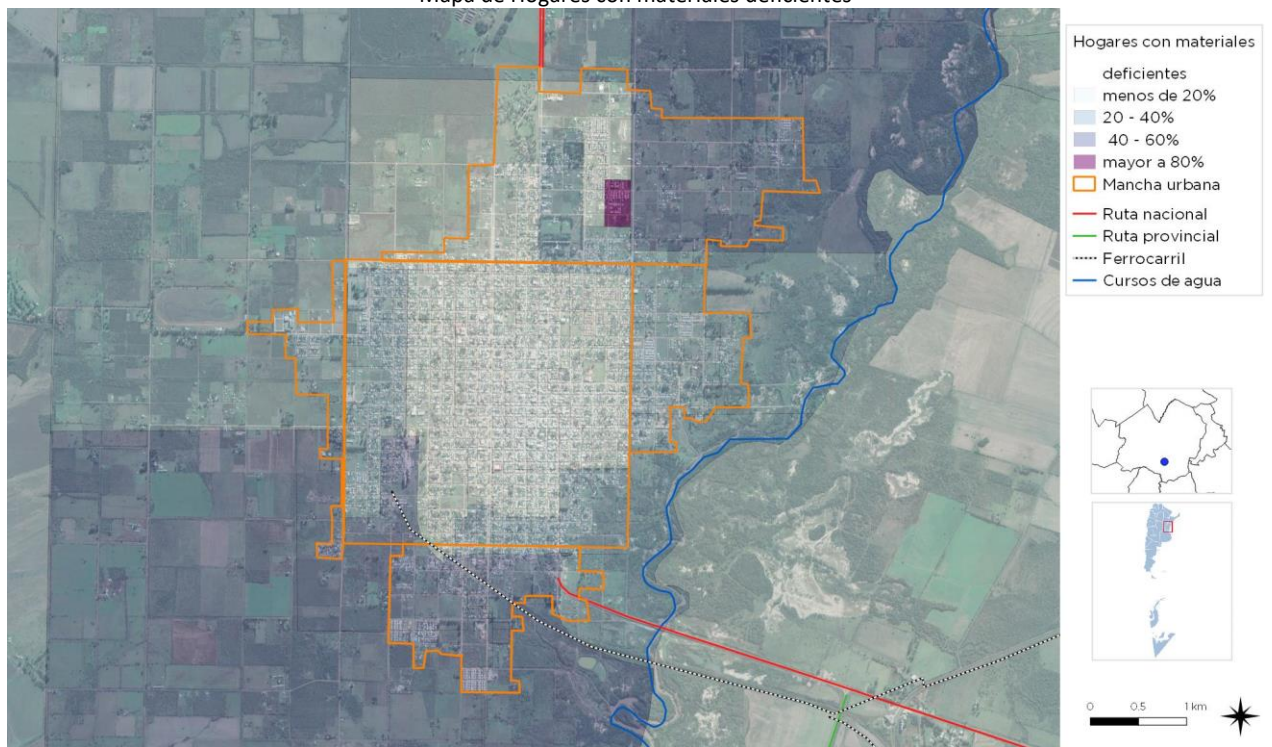 Mapa de Hogares con materiales deficientes
Hogares con materiales
deficientes
menos de 20%
20 - 40%
40 - 60%
mayor a 80%
Mancha urbana
Ruta nacional
Ruta provincial
Ferrocarril
Cursos de agua
0 0.5 1 km